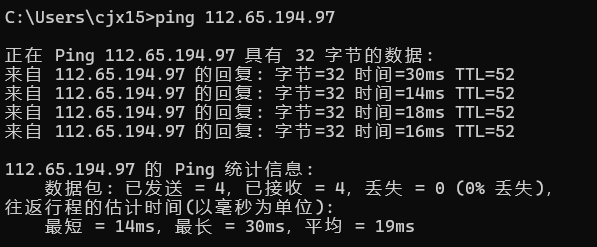 C:\Users\cjx15>ping 112.65.194.97
正在 Ping 112.65.194.97 具有 32 字节的数据:
来自 112.65.194.97 的回复: 字节=32 时间=30ms TTL=52
来自 112.65.194.97 的回复: 字节=32 时间=14ms TTL=52
来自 112.65.194.97 的回复: 字节=32 时间=18ms TTL=52
来自 112.65.194.97 的回复: 字节=32 时间=16ms TTL=52
112.65.194.97 的 Ping 统计信息:
数据包: 已发送 = 4，已接收 = 4，丢失 = 0 (0% 丢失)，
往返行程的估计时间(以毫秒为单位):
最短 = 14ms，最长 = 30ms，平均 = 19ms